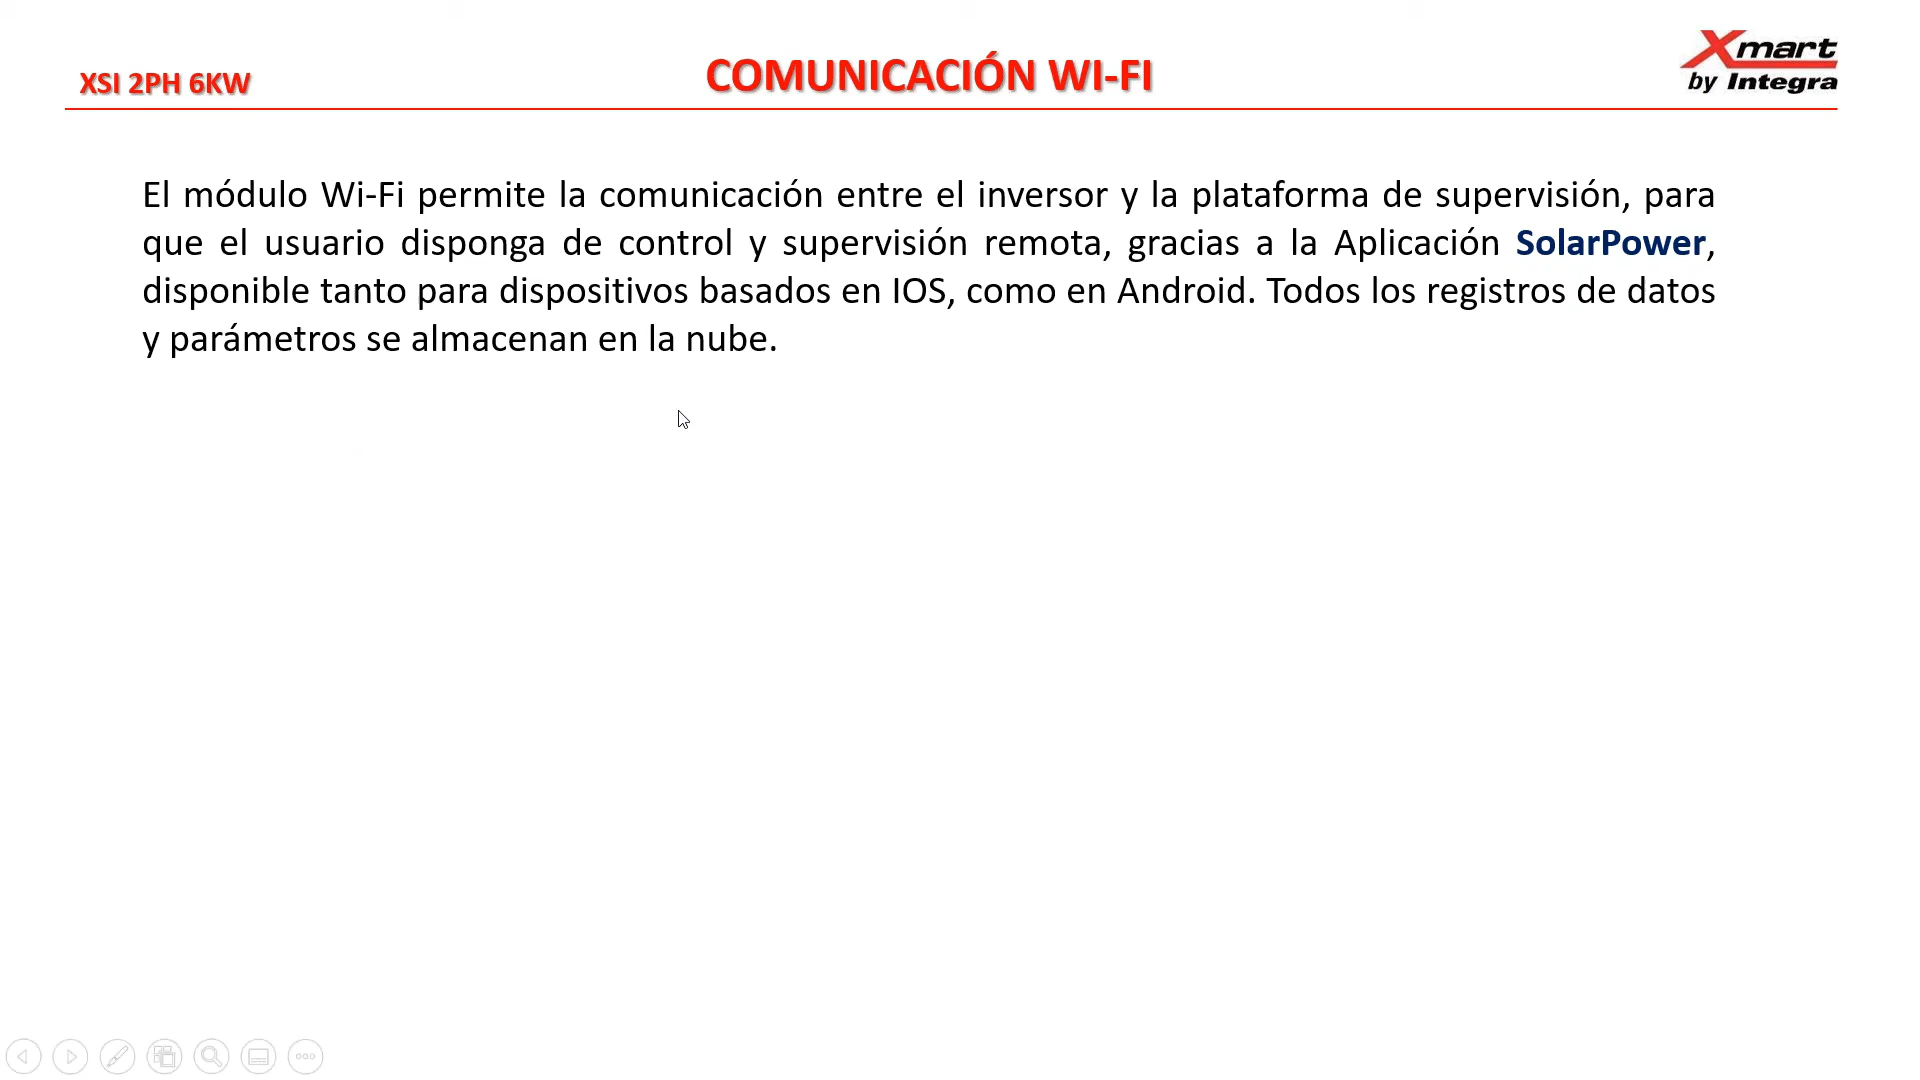 XSI 2PH 6KW
COMUNICACIÓN WI-FI
Xmart
by Integra
El módulo Wi-Fi permite la comunicación entre el inversor y la plataforma de supervisión, para
que el usuario disponga de control y supervisión remota, gracias a la Aplicación SolarPower,
disponible tanto para dispositivos basados en IOS, como en Android. Todos los registros de datos
y parámetros se almacenan en la nube.